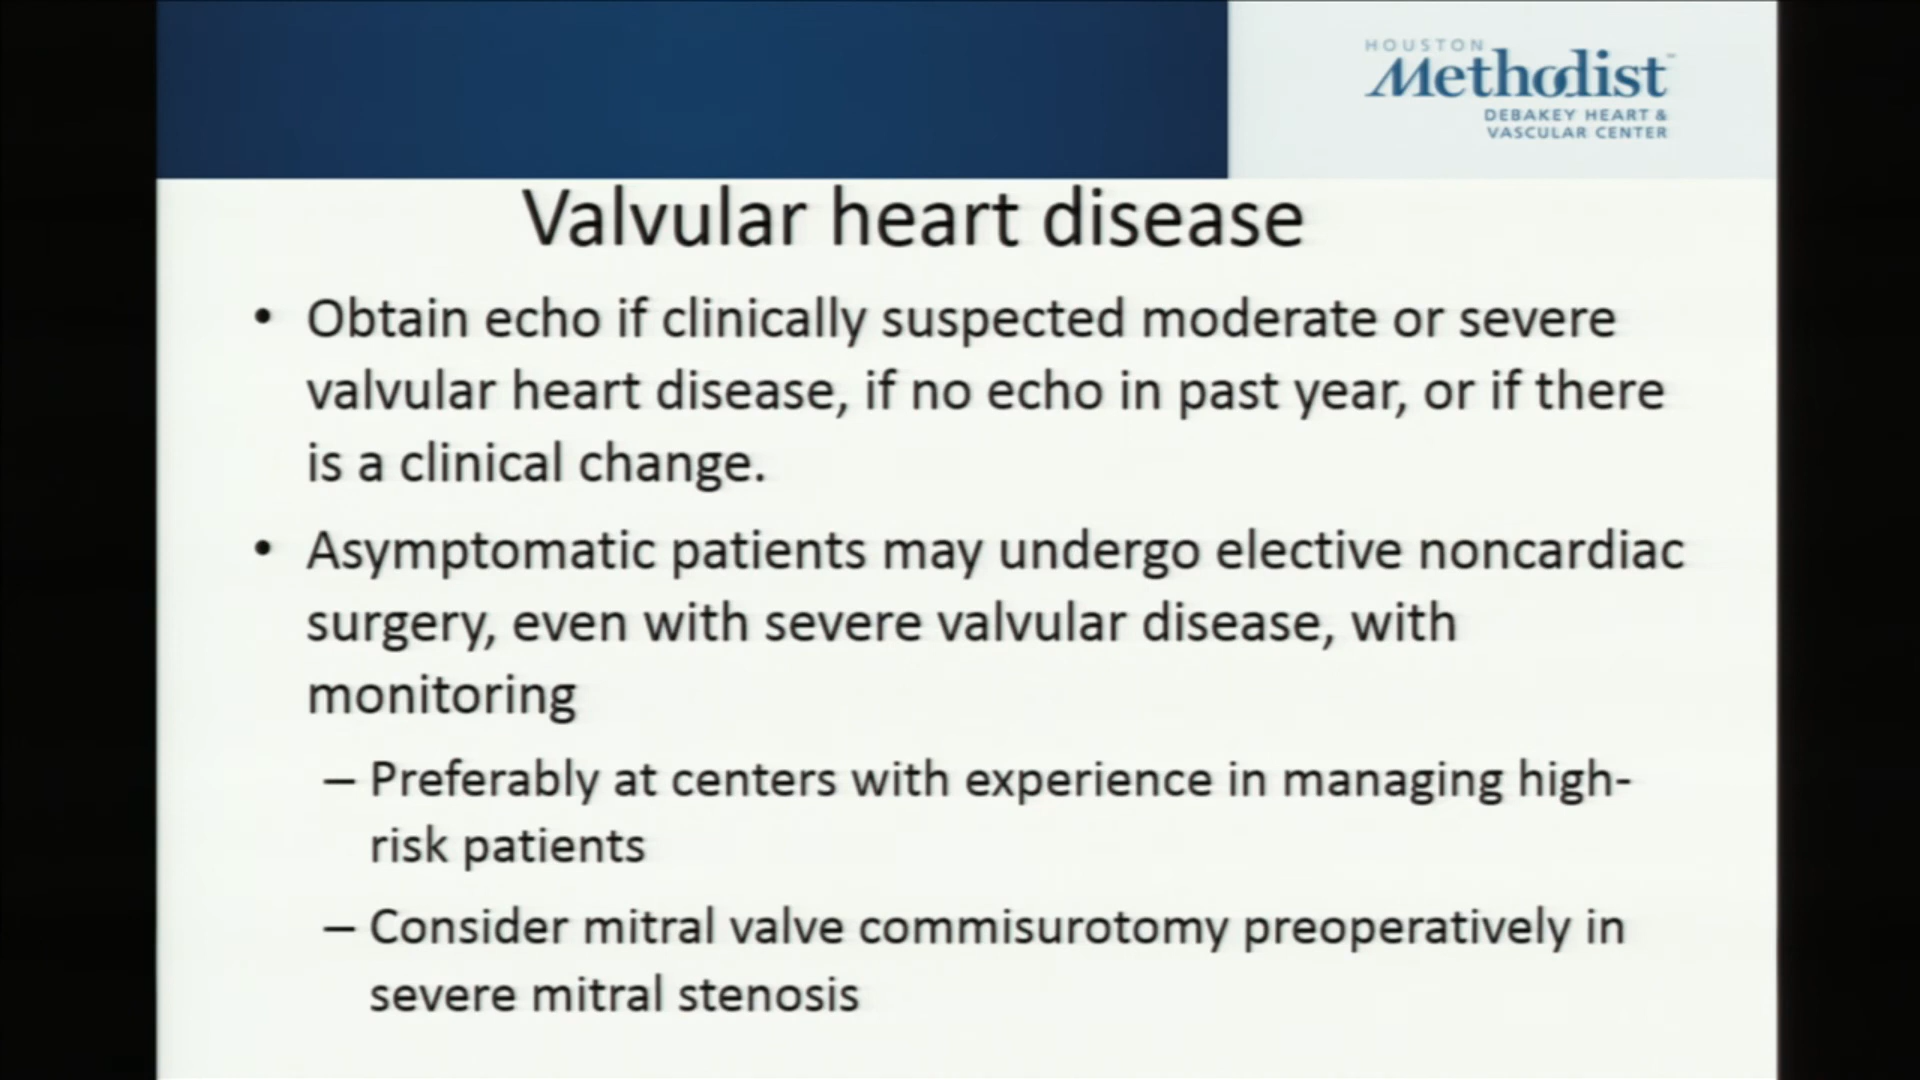 HOUSTON
Methodist
DEBAKEY HEART &
VASCULAR CENTER
Valvular heart disease
• Obtain echo if clinically suspected moderate or severe
valvular heart disease, if no echo in past year, or if there
is a clinical change.
• Asymptomatic patients may undergo elective noncardiac
surgery, even with severe valvular disease, with
monitoring
– Preferably at centers with experience in managing high-
risk patients
– Consider mitral valve commisurotomy preoperatively in
severe mitral stenosis